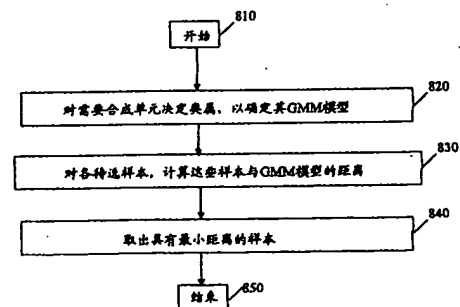 开始
810
对需要合成单元决定类属，以确定其GMM模型
820
对各待选样本，计算这些样本与GMM模型的距离
830
取出具有最小距离的样本
840
结束
850